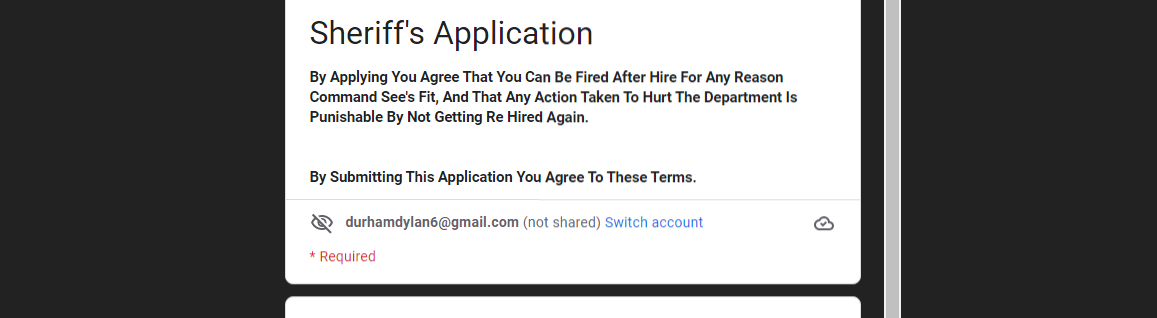 Sheriff's Application
By Applying You Agree That You Can Be Fired After Hire For Any Reason
Command See's Fit, And That Any Action Taken To Hurt The Department Is
Punishable By Not Getting Re Hired Again.
By Submitting This Application You Agree To These Terms.
durhamdylan6@gmail.com (not shared) Switch account
* Required